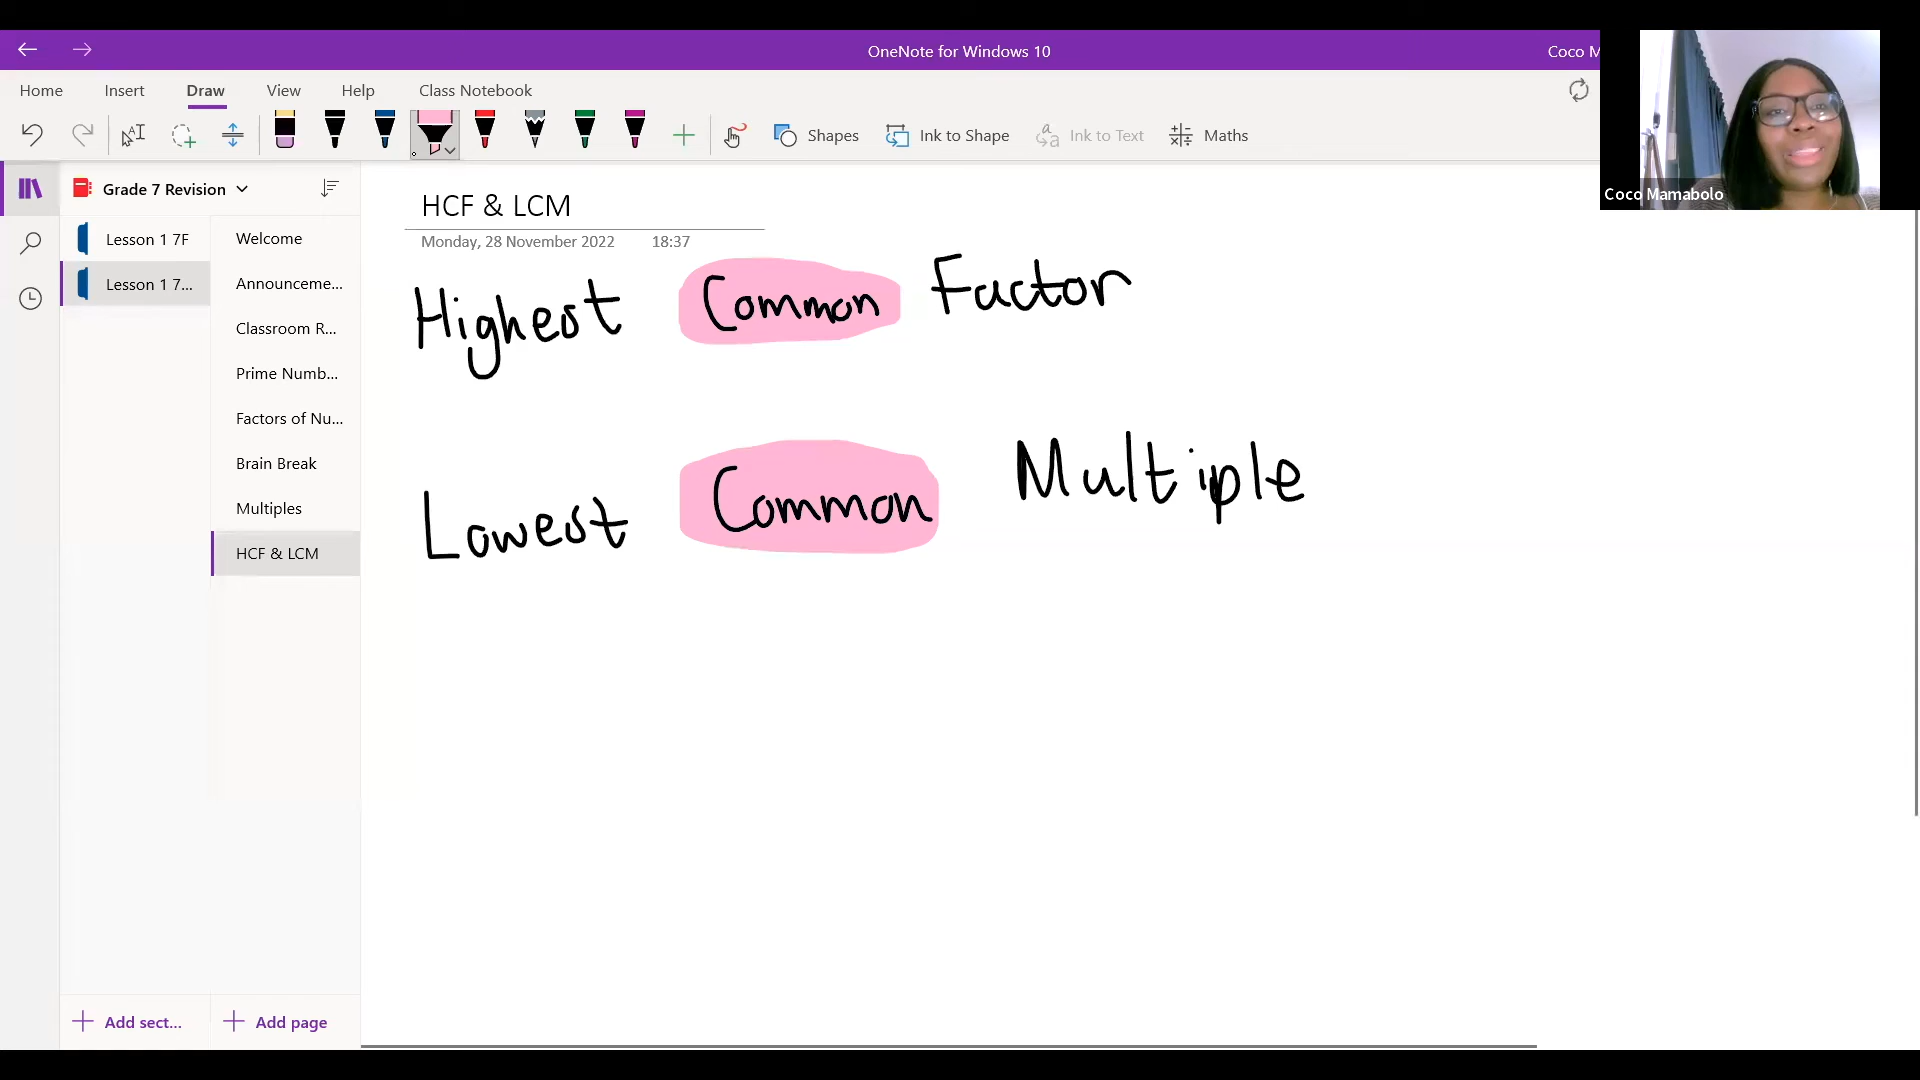 OneNote for Windows 10
Coco M
Home Insert Draw View Help Class Notebook
Shapes Ink to Shape Ink to Text Maths
Coco Mamabolo
Grade 7 Revision
Lesson 1 7F
Lesson 1 7...
Welcome
Announceme...
Classroom R...
Prime Numb...
Factors of Nu...
Brain Break
Multiples
HCF & LCM
Add sect...
Add page
HCF & LCM
Monday, 28 November 2022 18:37
Highest Common Factor
Lowest Common Multiple